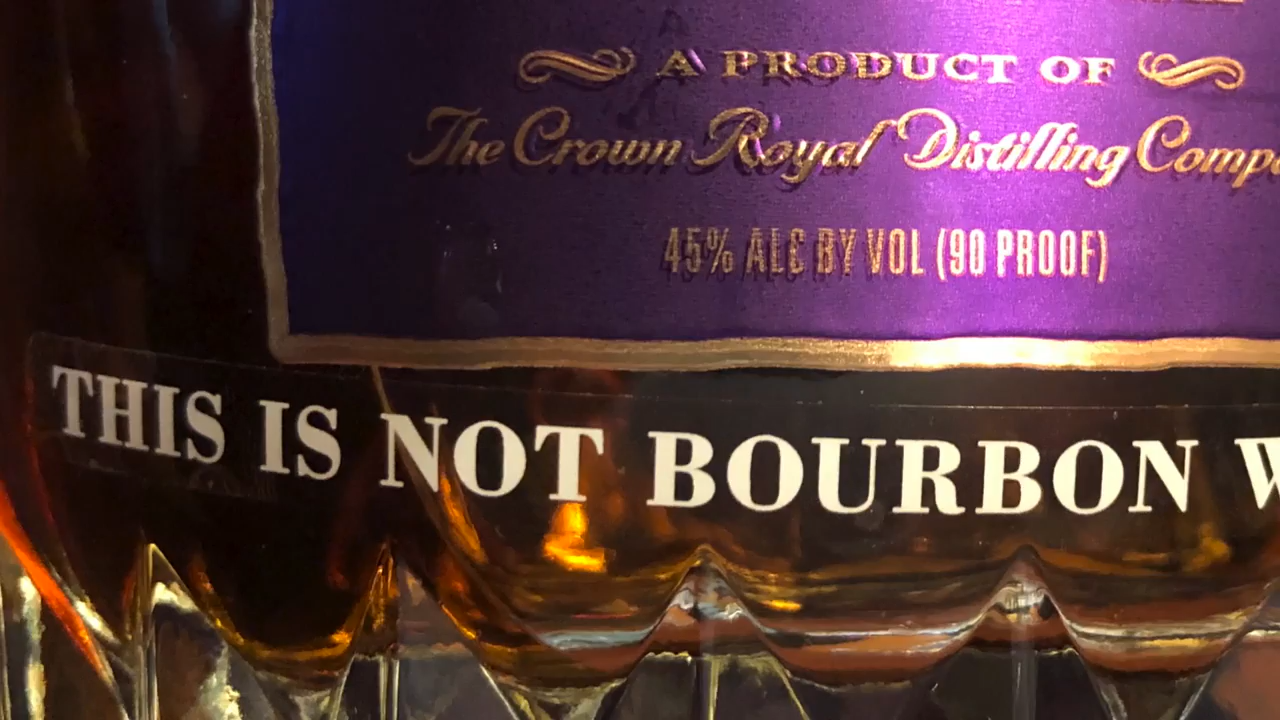 A PRODUCT OF
The Crown Royal Distilling Comp
45% ALC BY VOL (90 PROOF)
THIS IS NOT BOURBON W